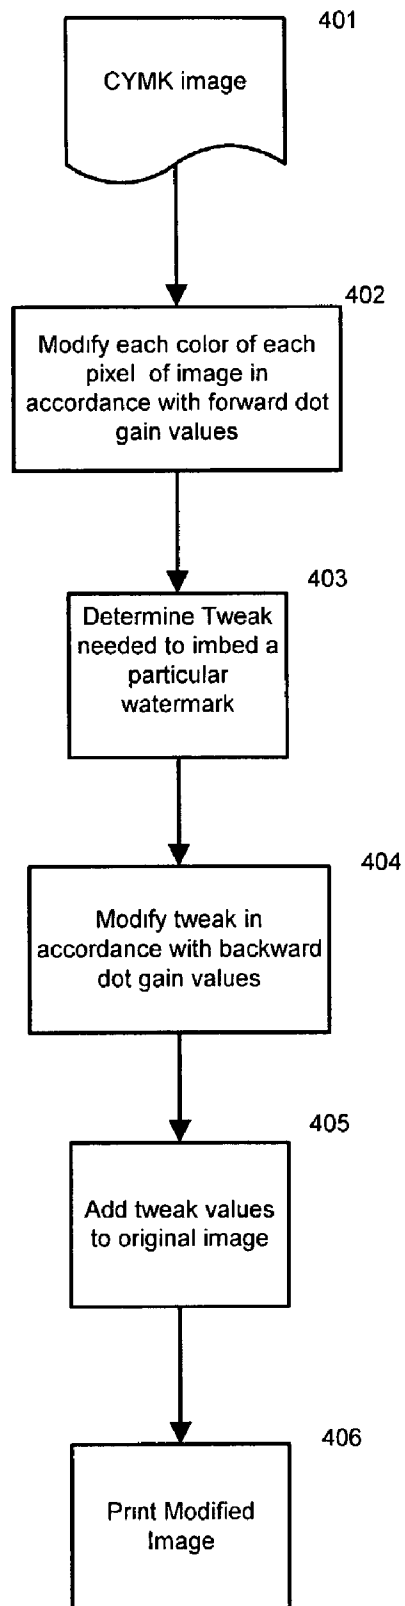 401
CYMK image
402
Modify each color of each
pixel of image in
accordance with forward dot
gain values
403
Determine Tweak
needed to imbed a
particular
watermark
404
Modify tweak in
accordance with backward
dot gain values
405
Add tweak values
to original image
406
Print Modified
Image